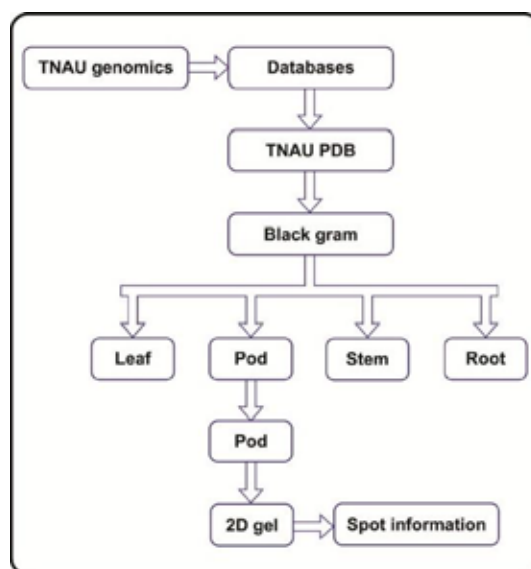 TNAU genomics
Databases
TNAU PDB
Black gram
Leaf
Pod
Stem
Root
Pod
2D gel
Spot information